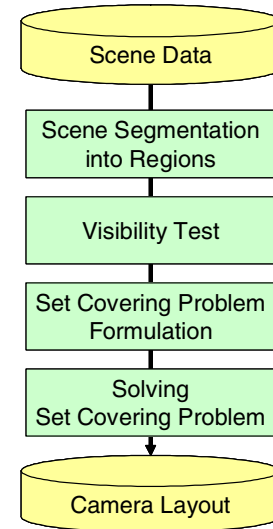 Scene Data
Scene Segmentation
into Regions
Visibility Test
Set Covering Problem
Formulation
Solving
Set Covering Problem
Camera Layout